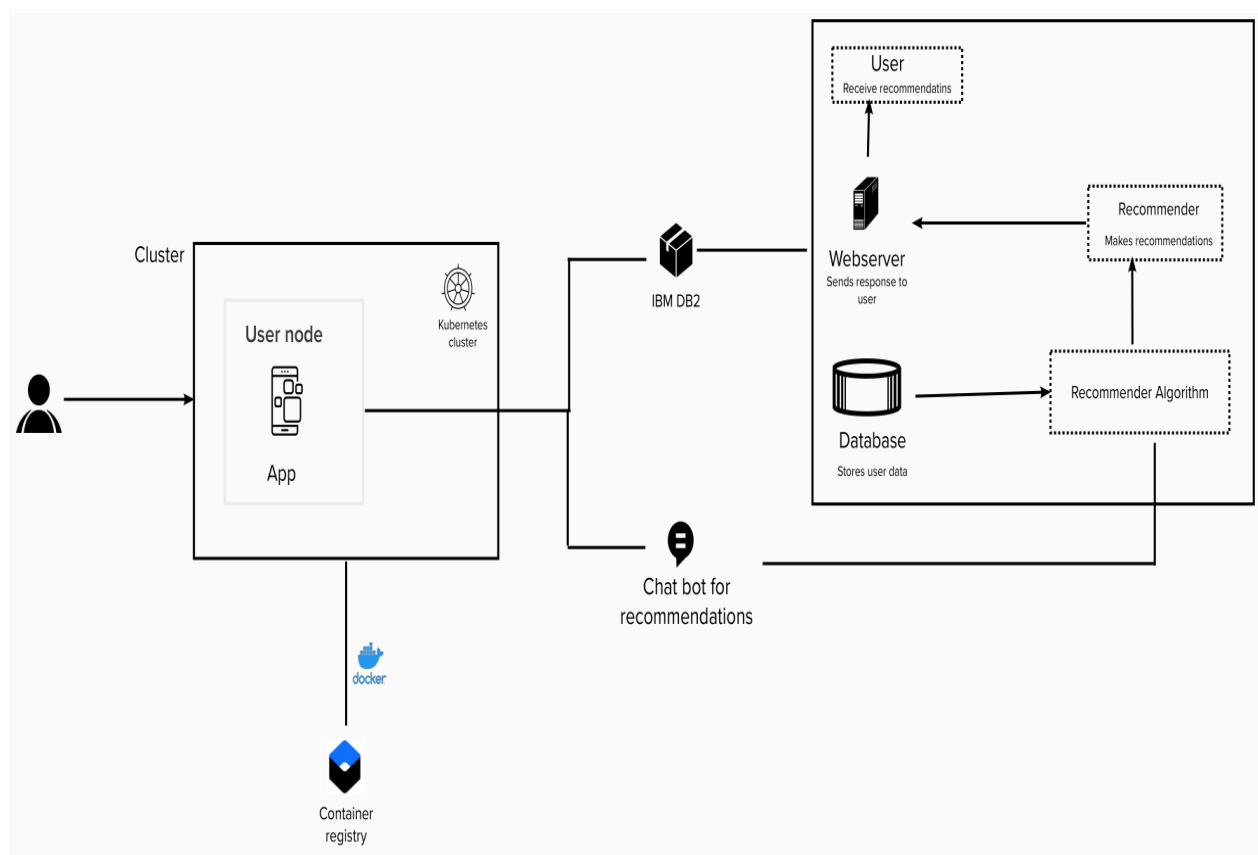 User
Receive recommendatins
Recommender
Makes recommendations
Cluster
Webserver
Sends response to
user
IBM DB2
Kubernetes
cluster
User node
App
Recommender Algorithm
Database
Stores user data
Chat bot for
recommendations
docker
Container
registry